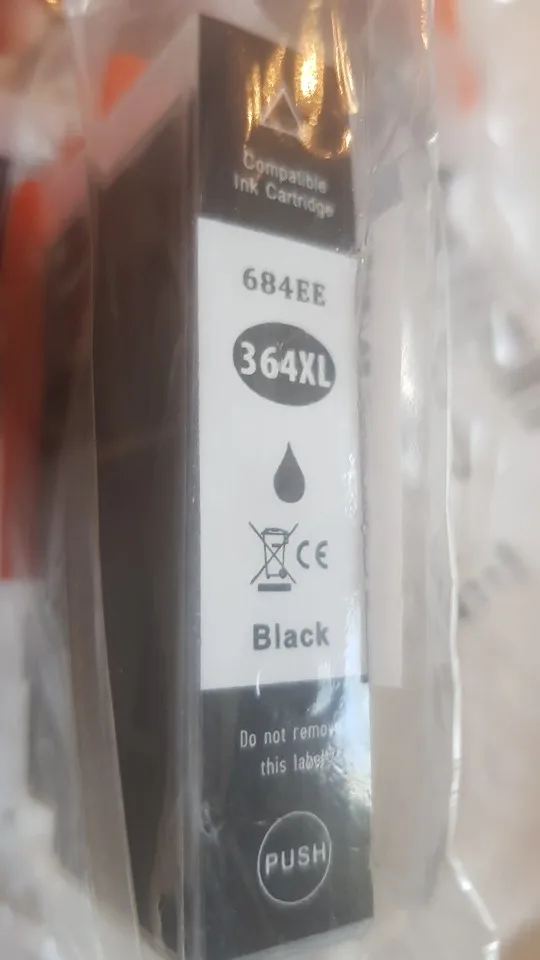 Compatible
Ink Cartridge
684EE
364XL
CE
Black
Do not remove
this label!
PUSH